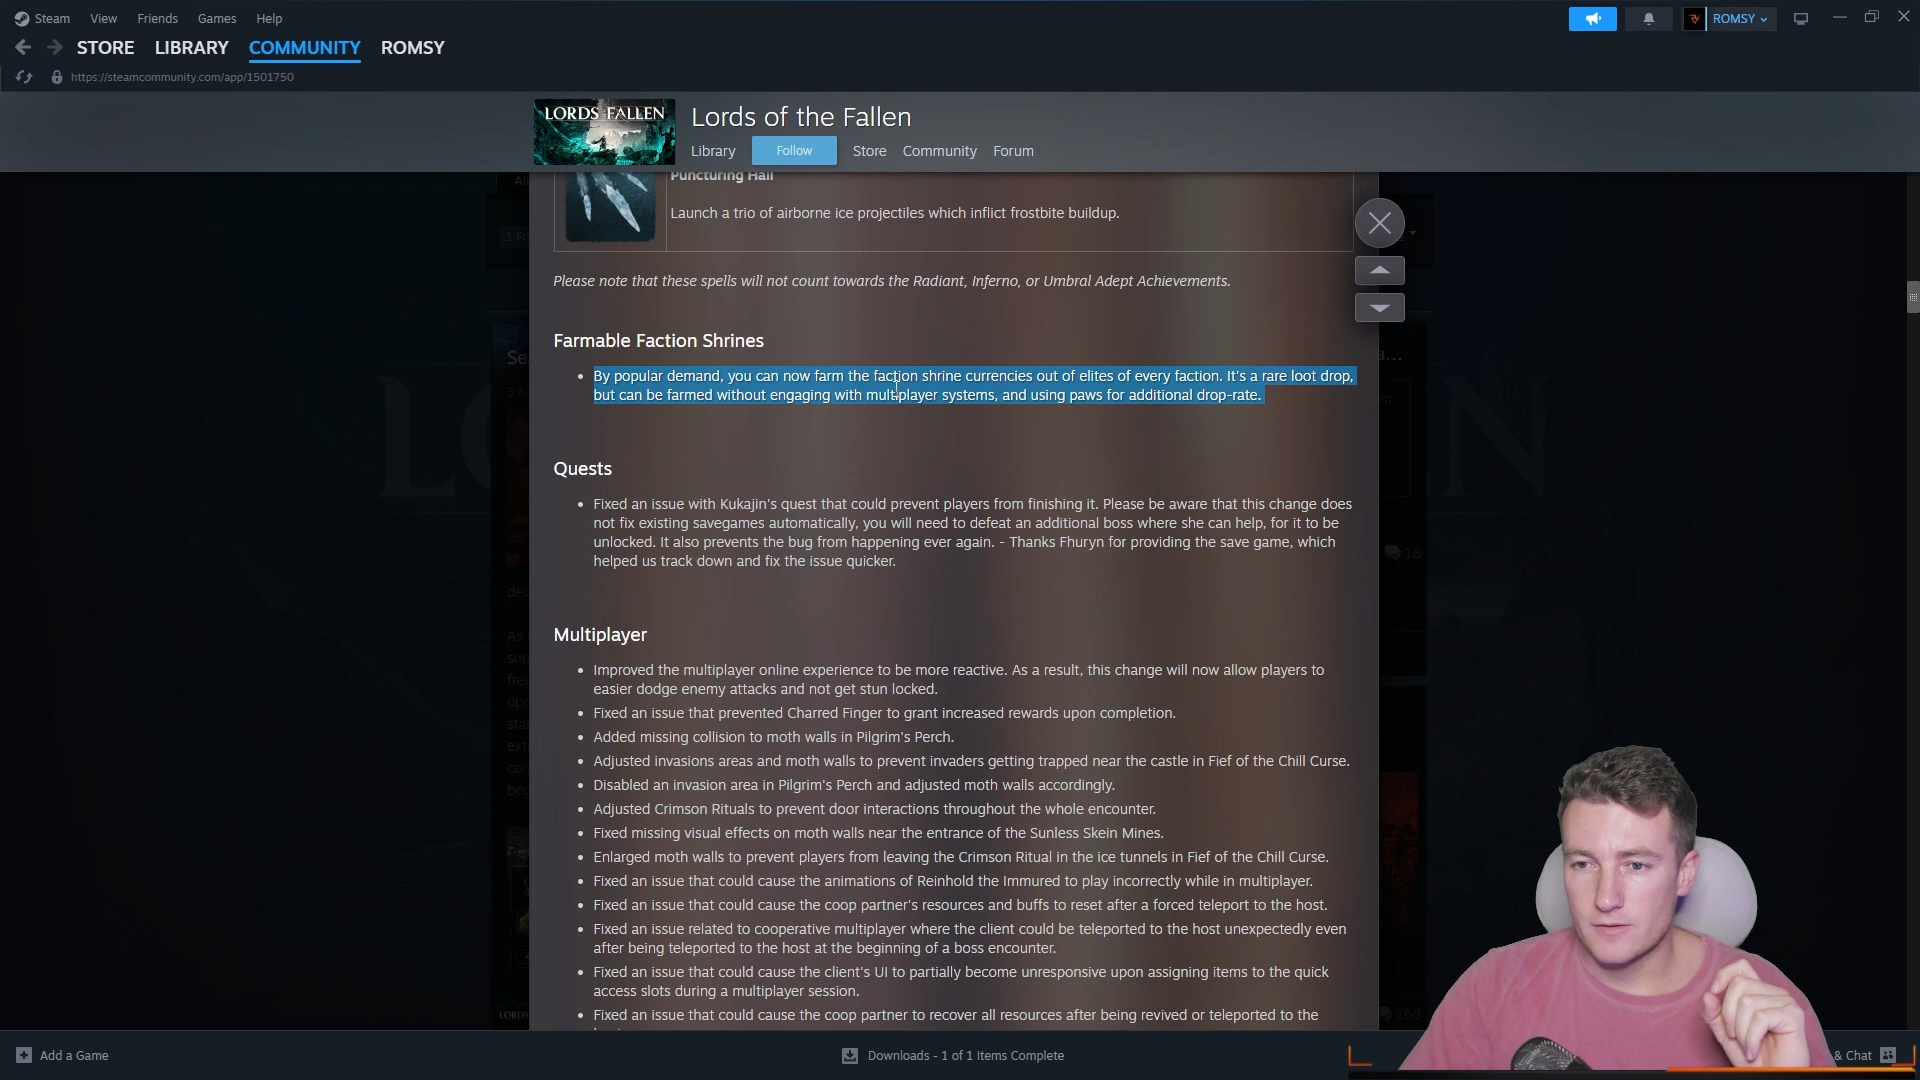 Steam View Friends Games Help
ROMSY
STORE LIBRARY COMMUNITY ROMSY
https://steamcommunity.com/app/1501750
LORDS OF THE FALLEN
Lords of the Fallen
Library Follow Store Community Forum
Puncturing Hail
Launch a trio of airborne ice projectiles which inflict frostbite buildup.
Please note that these spells will not count towards the Radiant, Inferno, or Umbral Adept Achievements.
Farmable Faction Shrines
• By popular demand, you can now farm the faction shrine currencies out of elites of every faction. It's a rare loot drop,
but can be farmed without engaging with multiplayer systems, and using paws for additional drop-rate.
Quests
• Fixed an issue with Kukajin's quest that could prevent players from finishing it. Please be aware that this change does
not fix existing savegames automatically, you will need to defeat an additional boss where she can help, for it to be
unlocked. It also prevents the bug from happening ever again. - Thanks Fhuryn for providing the save game, which
helped us track down and fix the issue quicker.
18
Multiplayer
• Improved the multiplayer online experience to be more reactive. As a result, this change will now allow players to
easier dodge enemy attacks and not get stun locked.
• Fixed an issue that prevented Charred Finger to grant increased rewards upon completion.
• Added missing collision to moth walls in Pilgrim's Perch.
• Adjusted invasions areas and moth walls to prevent invaders getting trapped near the castle in Fief of the Chill Curse.
• Disabled an invasion area in Pilgrim's Perch and adjusted moth walls accordingly.
• Adjusted Crimson Rituals to prevent door interactions throughout the whole encounter.
• Fixed missing visual effects on moth walls near the entrance of the Sunless Skein Mines.
• Enlarged moth walls to prevent players from leaving the Crimson Ritual in the ice tunnels in Fief of the Chill Curse.
• Fixed an issue that could cause the animations of Reinhold the Immured to play incorrectly while in multiplayer.
• Fixed an issue that could cause the coop partner's resources and buffs to reset after a forced teleport to the host.
• Fixed an issue related to cooperative multiplayer where the client could be teleported to the host unexpectedly even
after being teleported to the host at the beginning of a boss encounter.
• Fixed an issue that could cause the client's UI to partially become unresponsive upon assigning items to the quick
access slots during a multiplayer session.
• Fixed an issue that could cause the coop partner to recover all resources after being revived or teleported to the
168
Add a Game Downloads - 1 of 1 Items Complete & Chat